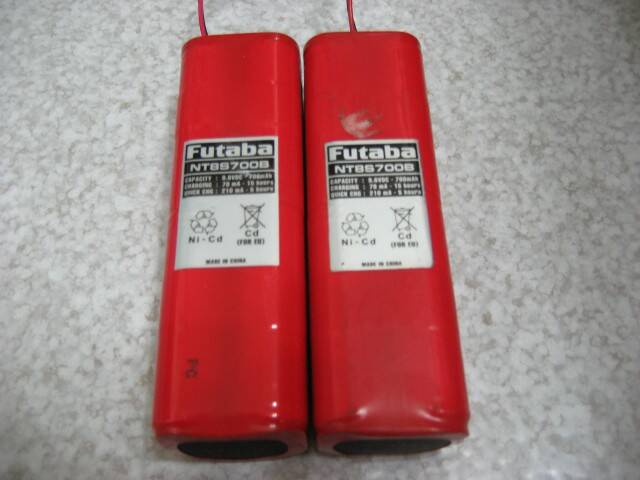 Futaba
NT8S700B
CAPACITY : 9.6VDC - 700mAh
CHARGING : 70 mA - 15 hours
QUICK CHG : 210 mA - 5 hours
Ni-Cd
Cd
(FOR EU)
MADE IN CHINA
FC
Futaba
NT8S700B
CAPACITY : 9.6VDC - 700mAh
CHARGING : 70 mA - 15 hours
QUICK CHG : 210 mA - 5 hours
Ni-Cd
Cd
(FOR EU)
MADE IN CHINA